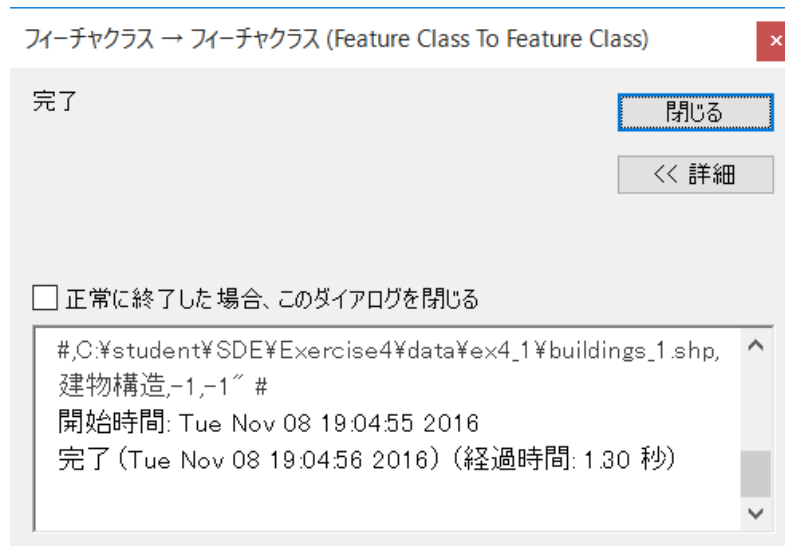 フィーチャクラス → フィーチャクラス (Feature Class To Feature Class)
×
完了
閉じる
<< 詳細
正常に終了した場合、このダイアログを閉じる
#,C:¥student¥SDE¥Exercise4¥data¥ex4_1¥buildings_1.shp,
建物構造,-1,-1″ #
開始時間: Tue Nov 08 19:04:55 2016
完了 (Tue Nov 08 19:04:56 2016) (経過時間: 1.30 秒)